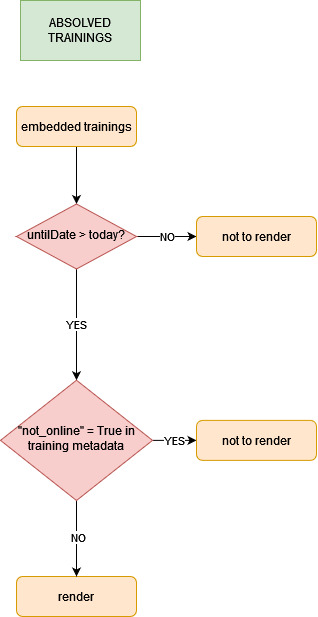 ABSOLVED
TRAININGS
embedded trainings
untilDate > today?
NO
not to render
YES
"not_online" = True in
training metadata
YES
not to render
NO
render